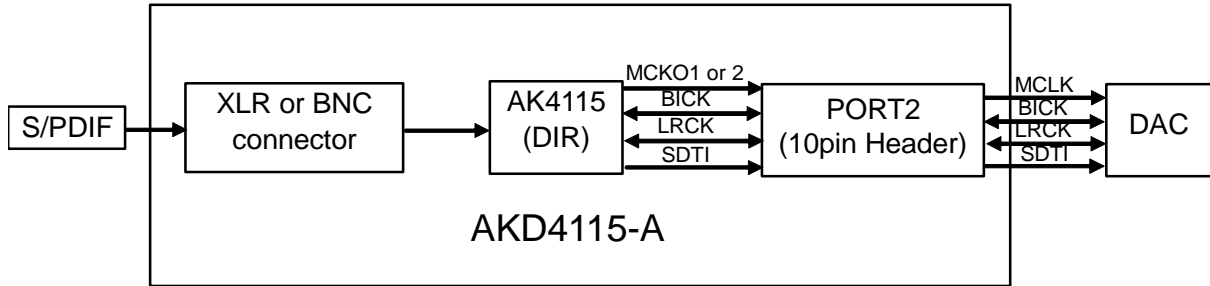 S/PDIF
XLR or BNC
connector
AK4115
(DIR)
MCKO1 or 2
BICK
LRCK
SDTI
PORT2
(10pin Header)
MCLK
BICK
LRCK
SDTI
DAC
AKD4115-A